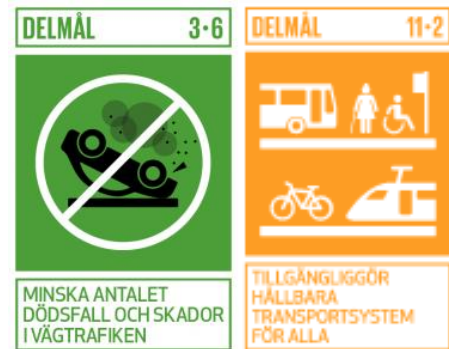 DELMÅL 3·6
MINSKA ANTALET
DÖDSFALL OCH SKADOR
I VÄGTRAFIKEN
DELMÅL 11·2
TILLGÄNGLIGGÖR
HÅLLBARA
TRANSPORTSYSTEM
FÖR ALLA